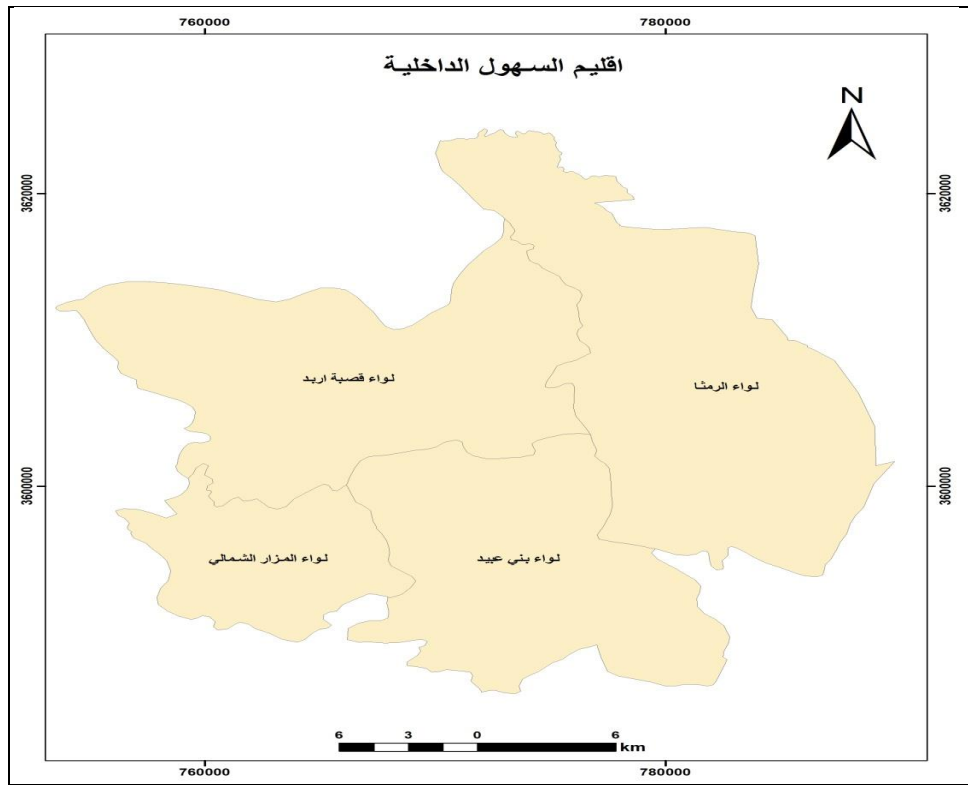 760000 780000
اقليم السهول الداخلية
N
3620000 3620000
لواء قصبة اربد
لواء الرمثا
3600000 3600000
لواء المزار الشمالي
لواء بني عبيد
6 3 0 6
km
760000 780000